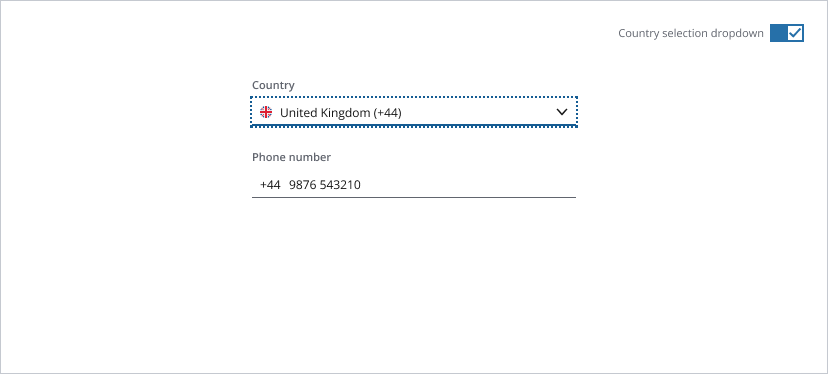 Country selection dropdown
Country
United Kingdom (+44)
Phone number
+44 9876 543210